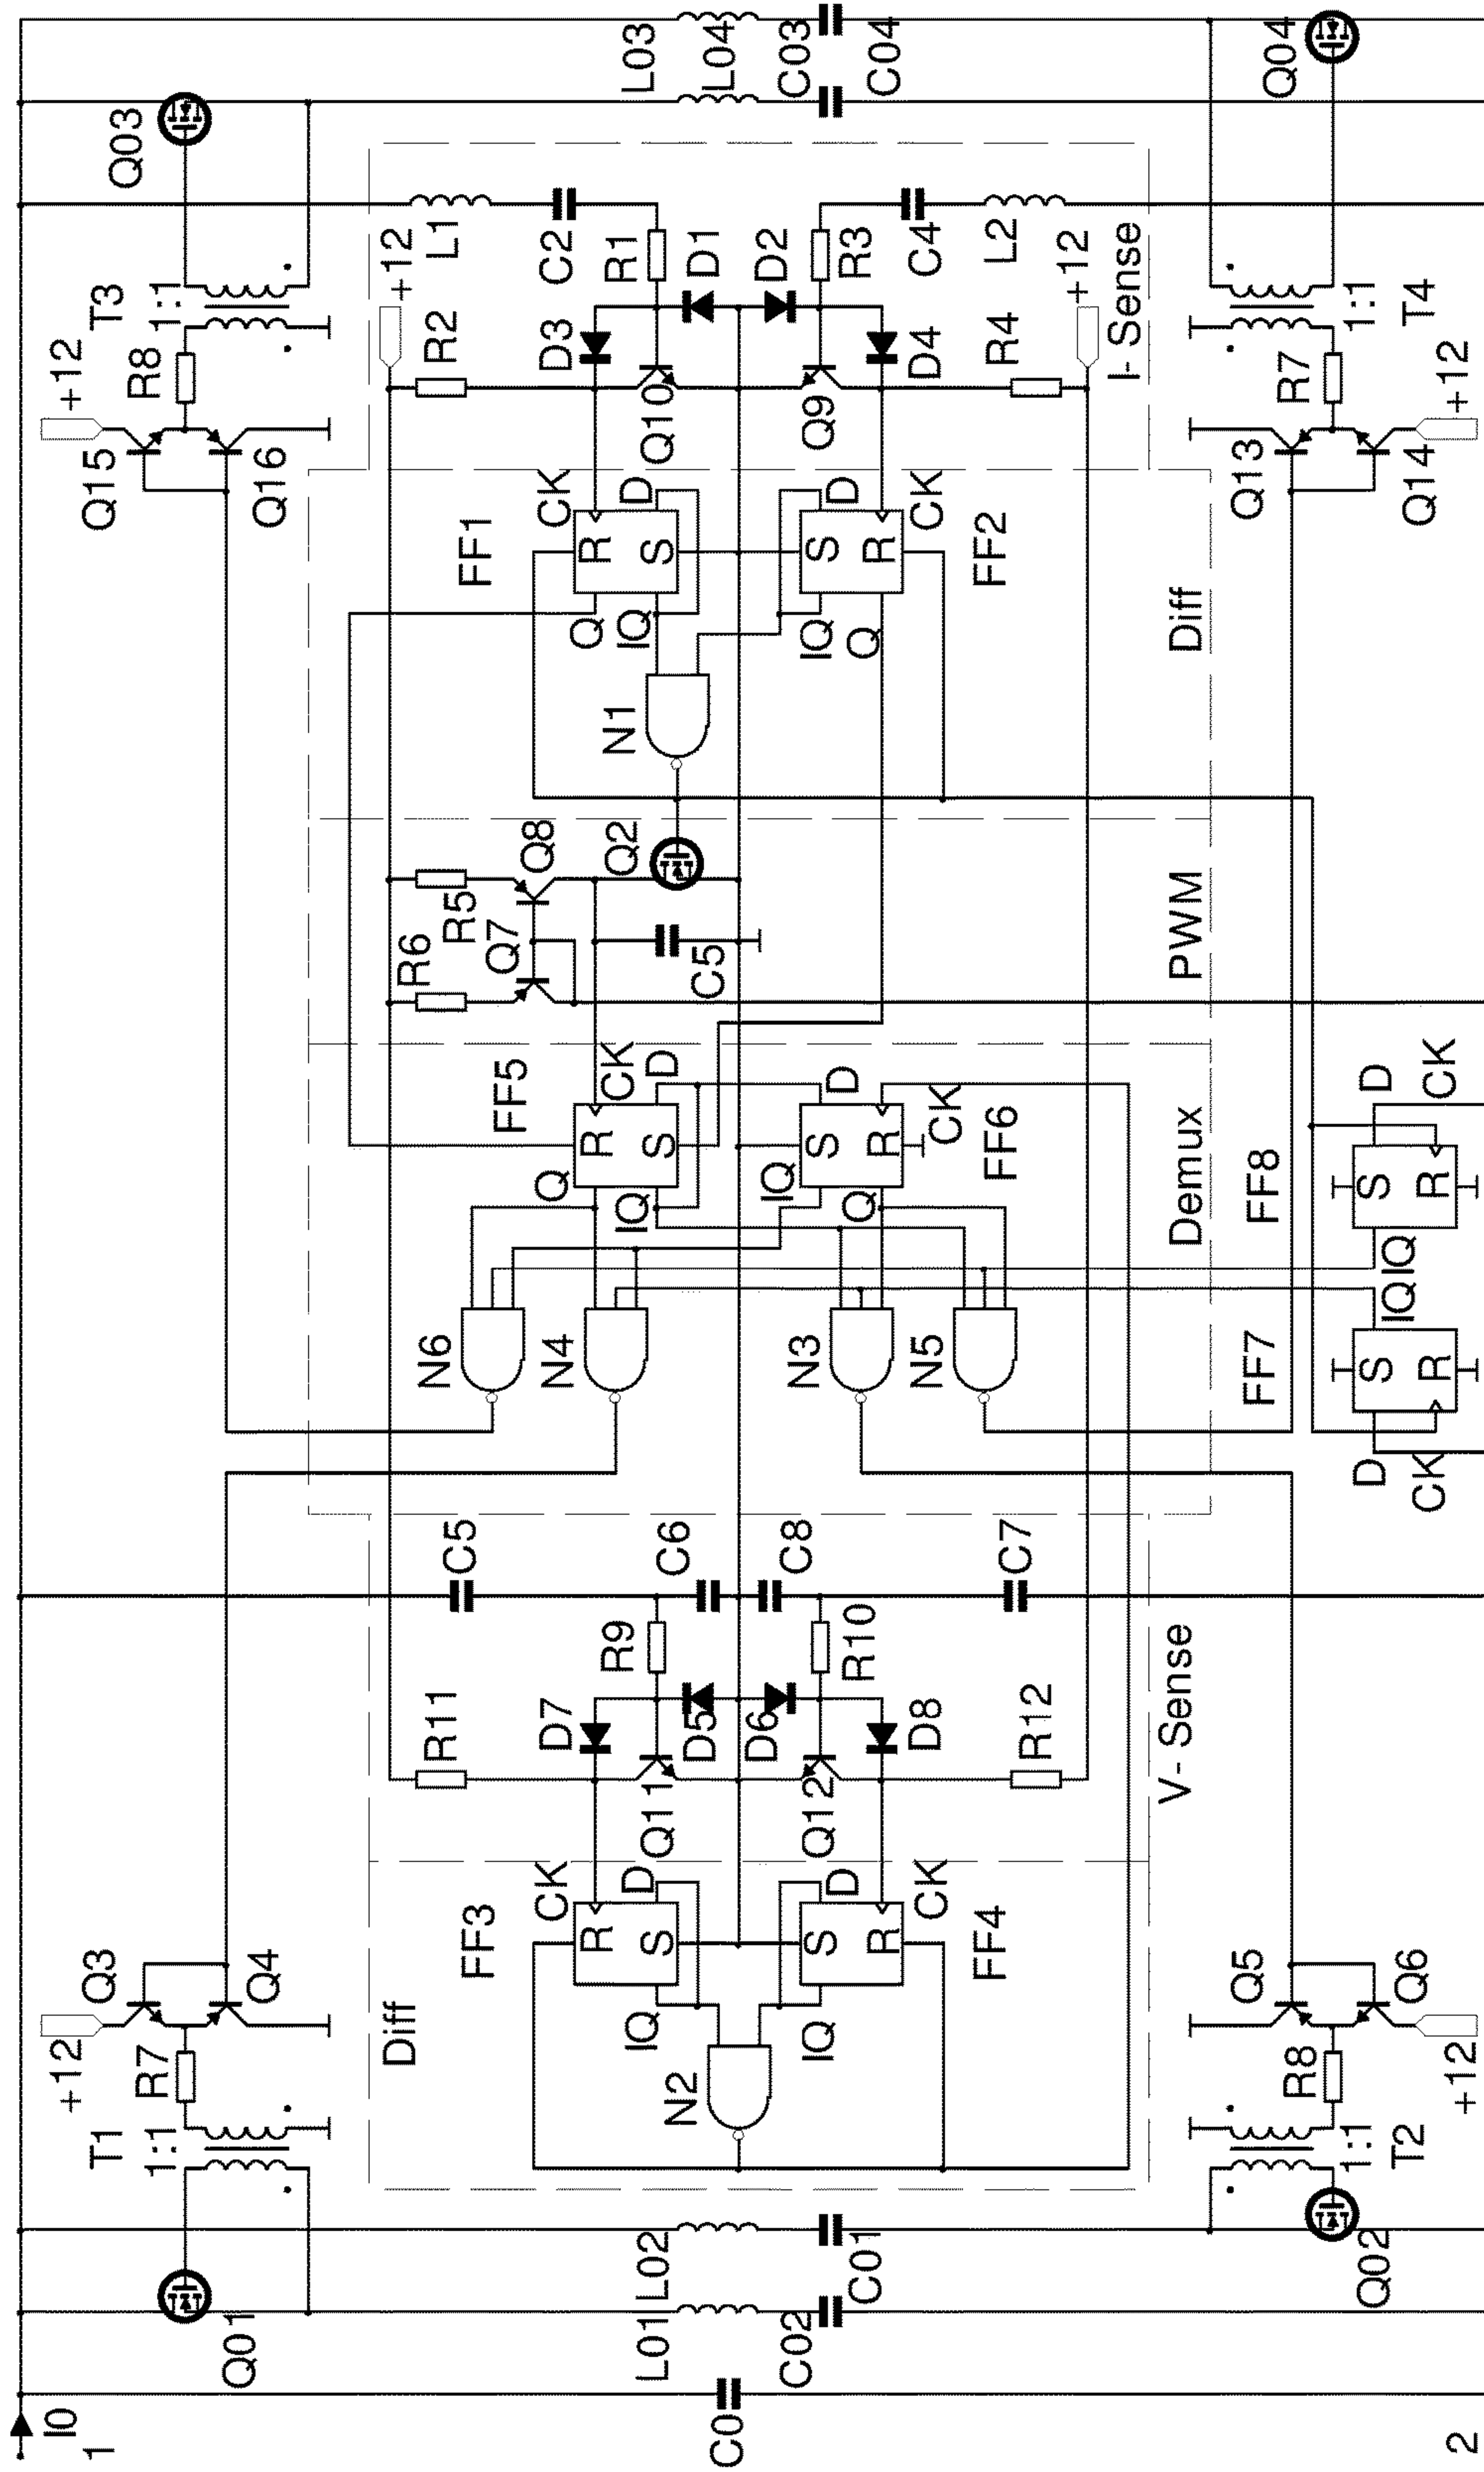 I0
1
+12
T1
Q3
+12
Q15
T3
Q03
1:1
R7
R8
1:1
Q01
Q4
Q16
Diff
+12
R11
C5
N6
R6
R5
R2
L1
FF3
FF5
Q7
Q8
FF1
CK
D7
N4
Q
CK
D3
C2
R
R9
R
CK
Q2
Q
R
R1
IQ
D
Q11
IQ
D
N1
IQ
D
Q10
L03
L01
L02
S
C6
S
S
N2
D5
C5
D1
L04
C0
D6
C8
IQ
D2
C03
C02
IQ
S
D
Q12
N3
S
D
IQ
S
D
Q9
C01
R10
Q
Q
R3
C04
R
R
R
CK
D8
N5
CK
CK
D4
C4
FF4
R12
C7
FF6
FF2
R4
L2
+12
V- Sense
Demux
PWM
Diff
I- Sense
Q5
FF7
FF8
Q13
R7
Q04
R8
1:1
1:1
Q02
Q6
D
S
IQ
IQ
S
D
T2
CK
R
R
CK
Q14
T4
2
+12
+12